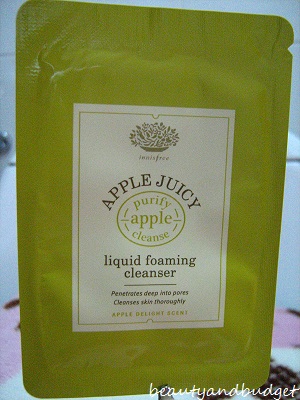 innisfree
APPLE JUICY
purify
apple
cleanse
liquid foaming
cleanser
Penetrates deep into pores
Cleanses skin thoroughly
APPLE DELIGHT SCENT
beautyandbudget